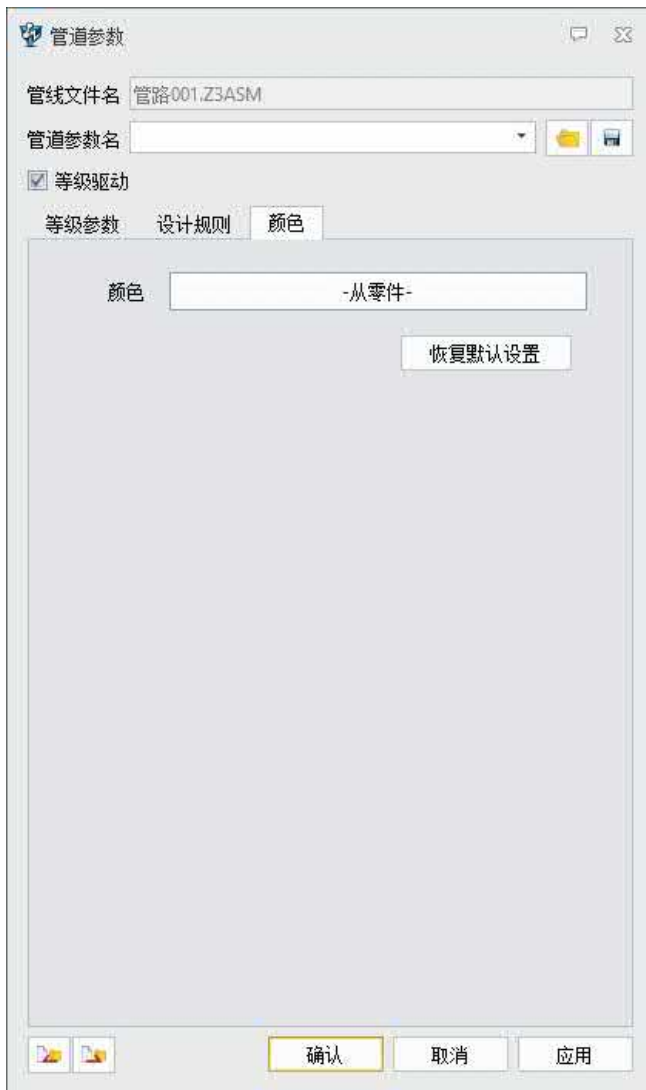 管道参数
管线文件名 管路001.Z3ASM
管道参数名
等级驱动
等级参数 设计规则 颜色
颜色 -从零件-
恢复默认设置
确认 取消 应用